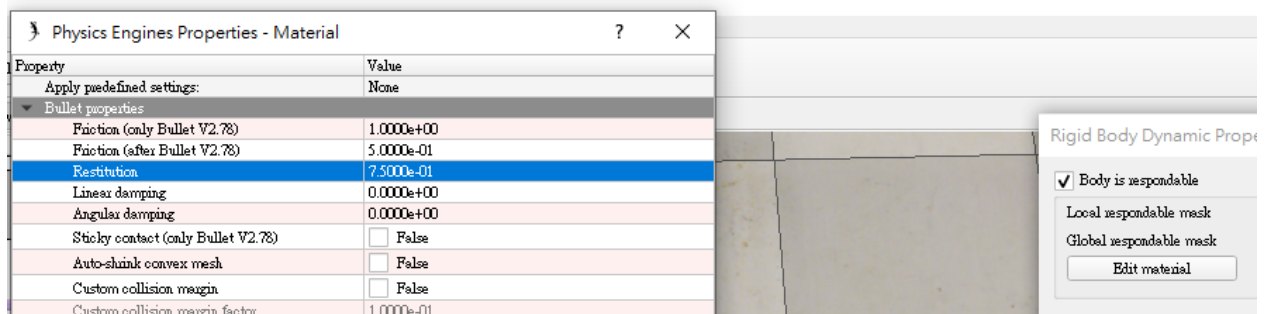 Physics Engines Properties - Material ? ×
Property Value
Apply predefined settings: None
Bullet properties
Friction (only Bullet V2.78) 1.0000e+00
Friction (after Bullet V2.78) 5.0000e-01
Restitution 7.5000e-01
Linear damping 0.0000e+00
Angular damping 0.0000e+00
Sticky contact (only Bullet V2.78) False
Auto-shrink convex mesh False
Custom collision margin False
Custom collision margin factor 1.0000e-01
Rigid Body Dynamic Prope
Body is respondable
Local respondable mask
Global respondable mask
Edit material